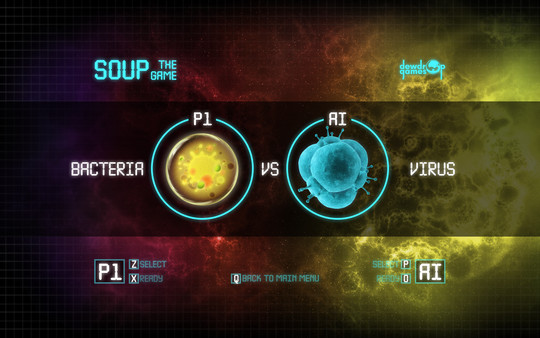 SOUP THE GAME
dewdrop games
P1
AI
BACTERIA
VS
VIRUS
P1
Z SELECT
X READY
Q BACK TO MAIN MENU
SELECT P
READY O
AI